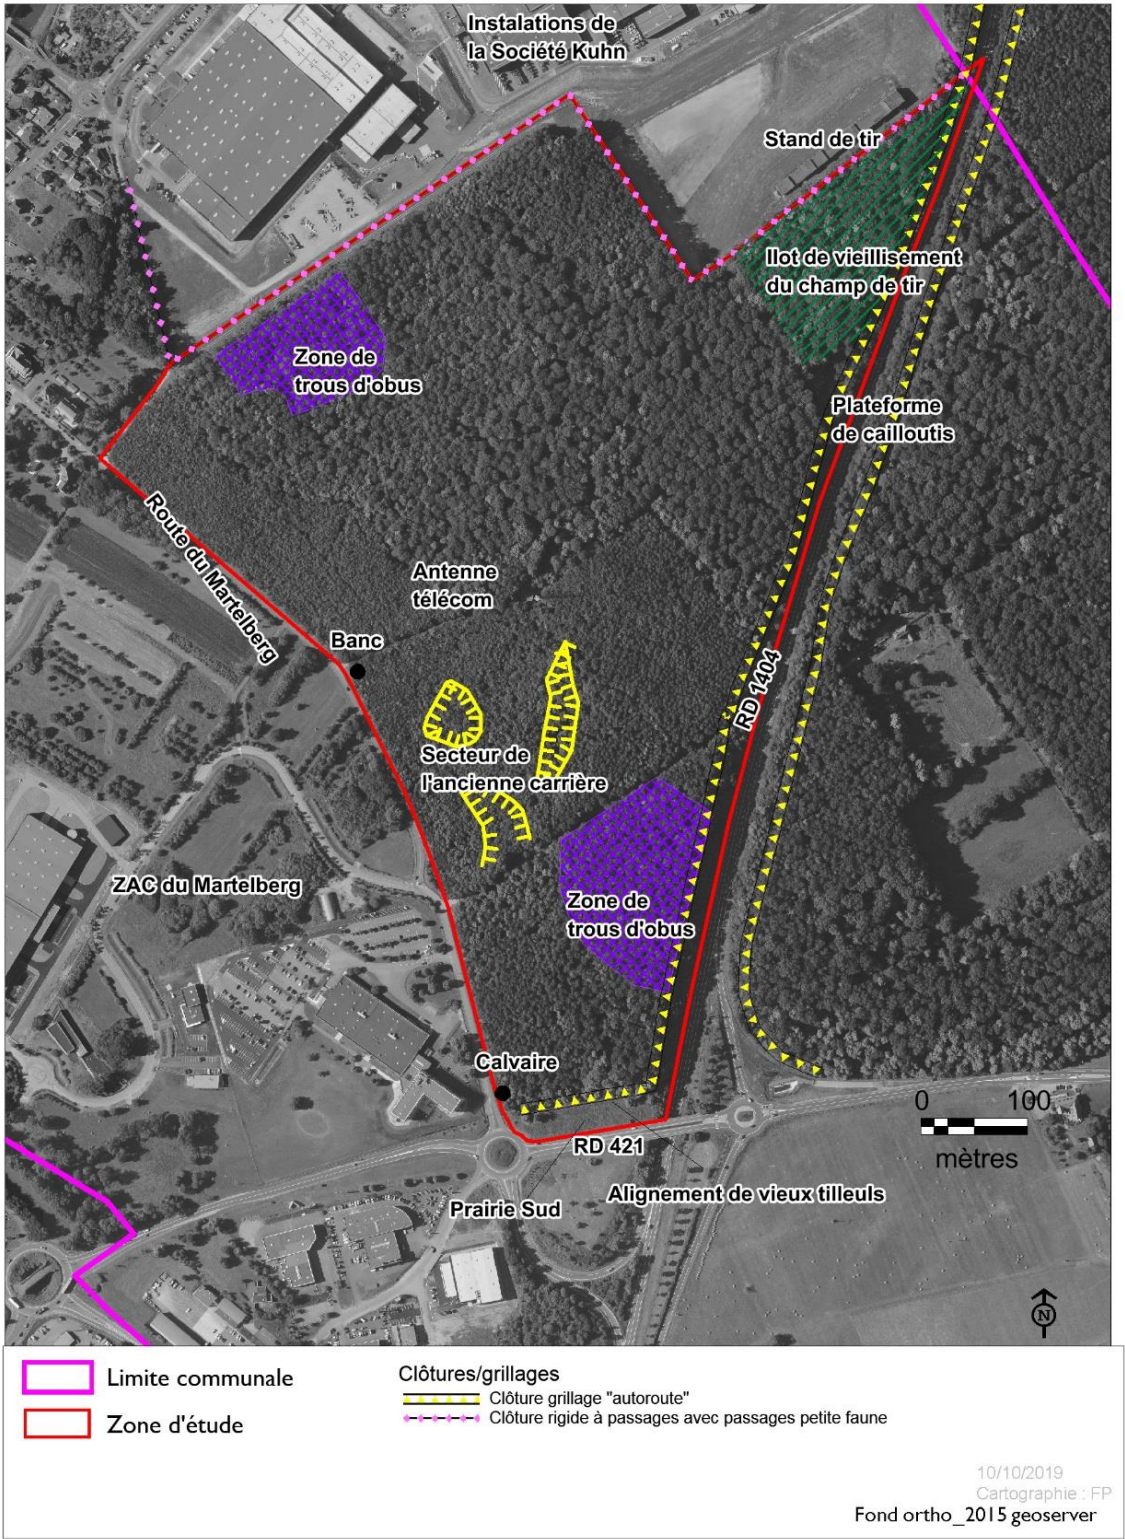 Instalations de
la Société Kuhn
Stand de tir
Ilot de vieillisement
du champ de tir
Zone de
trous d'obus
Plateforme
de cailloutis
Route du Martelberg
Antenne
télécom
Banc
RD 1404
Secteur de
l'ancienne carrière
ZAC du Martelberg
Zone de
trous d'obus
Calvaire
0 100
mètres
RD 421
Alignement de vieux tilleuls
Prairie Sud
N
Limite communale
Zone d'étude
Clôtures/grillages
Clôture grillage "autoroute"
Clôture rigide à passages avec passages petite faune
10/10/2019
Cartographie : FP
Fond ortho_2015 geoserver